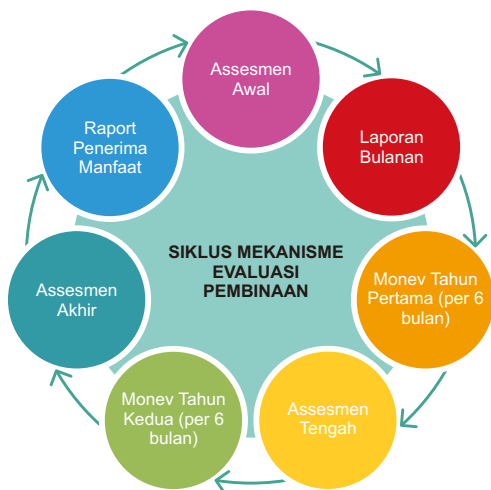 Assesmen
Awal
Laporan
Bulanan
Monev Tahun
Pertama (per 6
bulan)
Assesmen
Tengah
Monev Tahun
Kedua (per 6
bulan)
Assesmen
Akhir
Raport
Penerima
Manfaat
SIKLUS MEKANISME
EVALUASI
PEMBINAAN